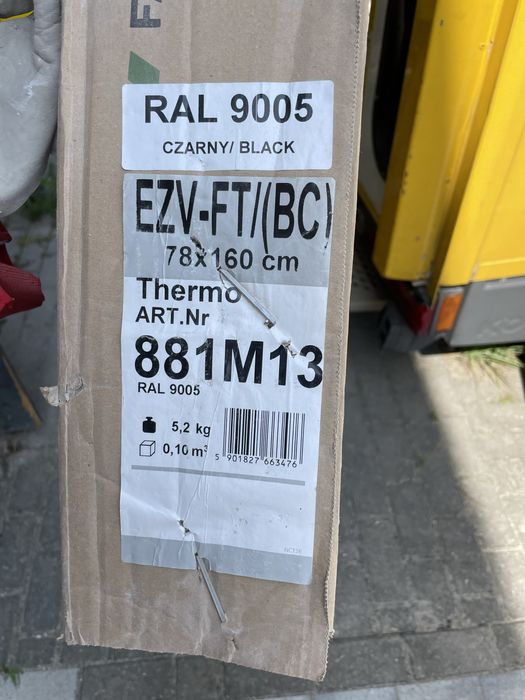 FA
RAL 9005
CZARNY/ BLACK
EZV-FT/(BC)
78x160 cm
Thermo
ART.Nr
881M13
RAL 9005
5,2 kg
0,10 m³
5 901827 663476